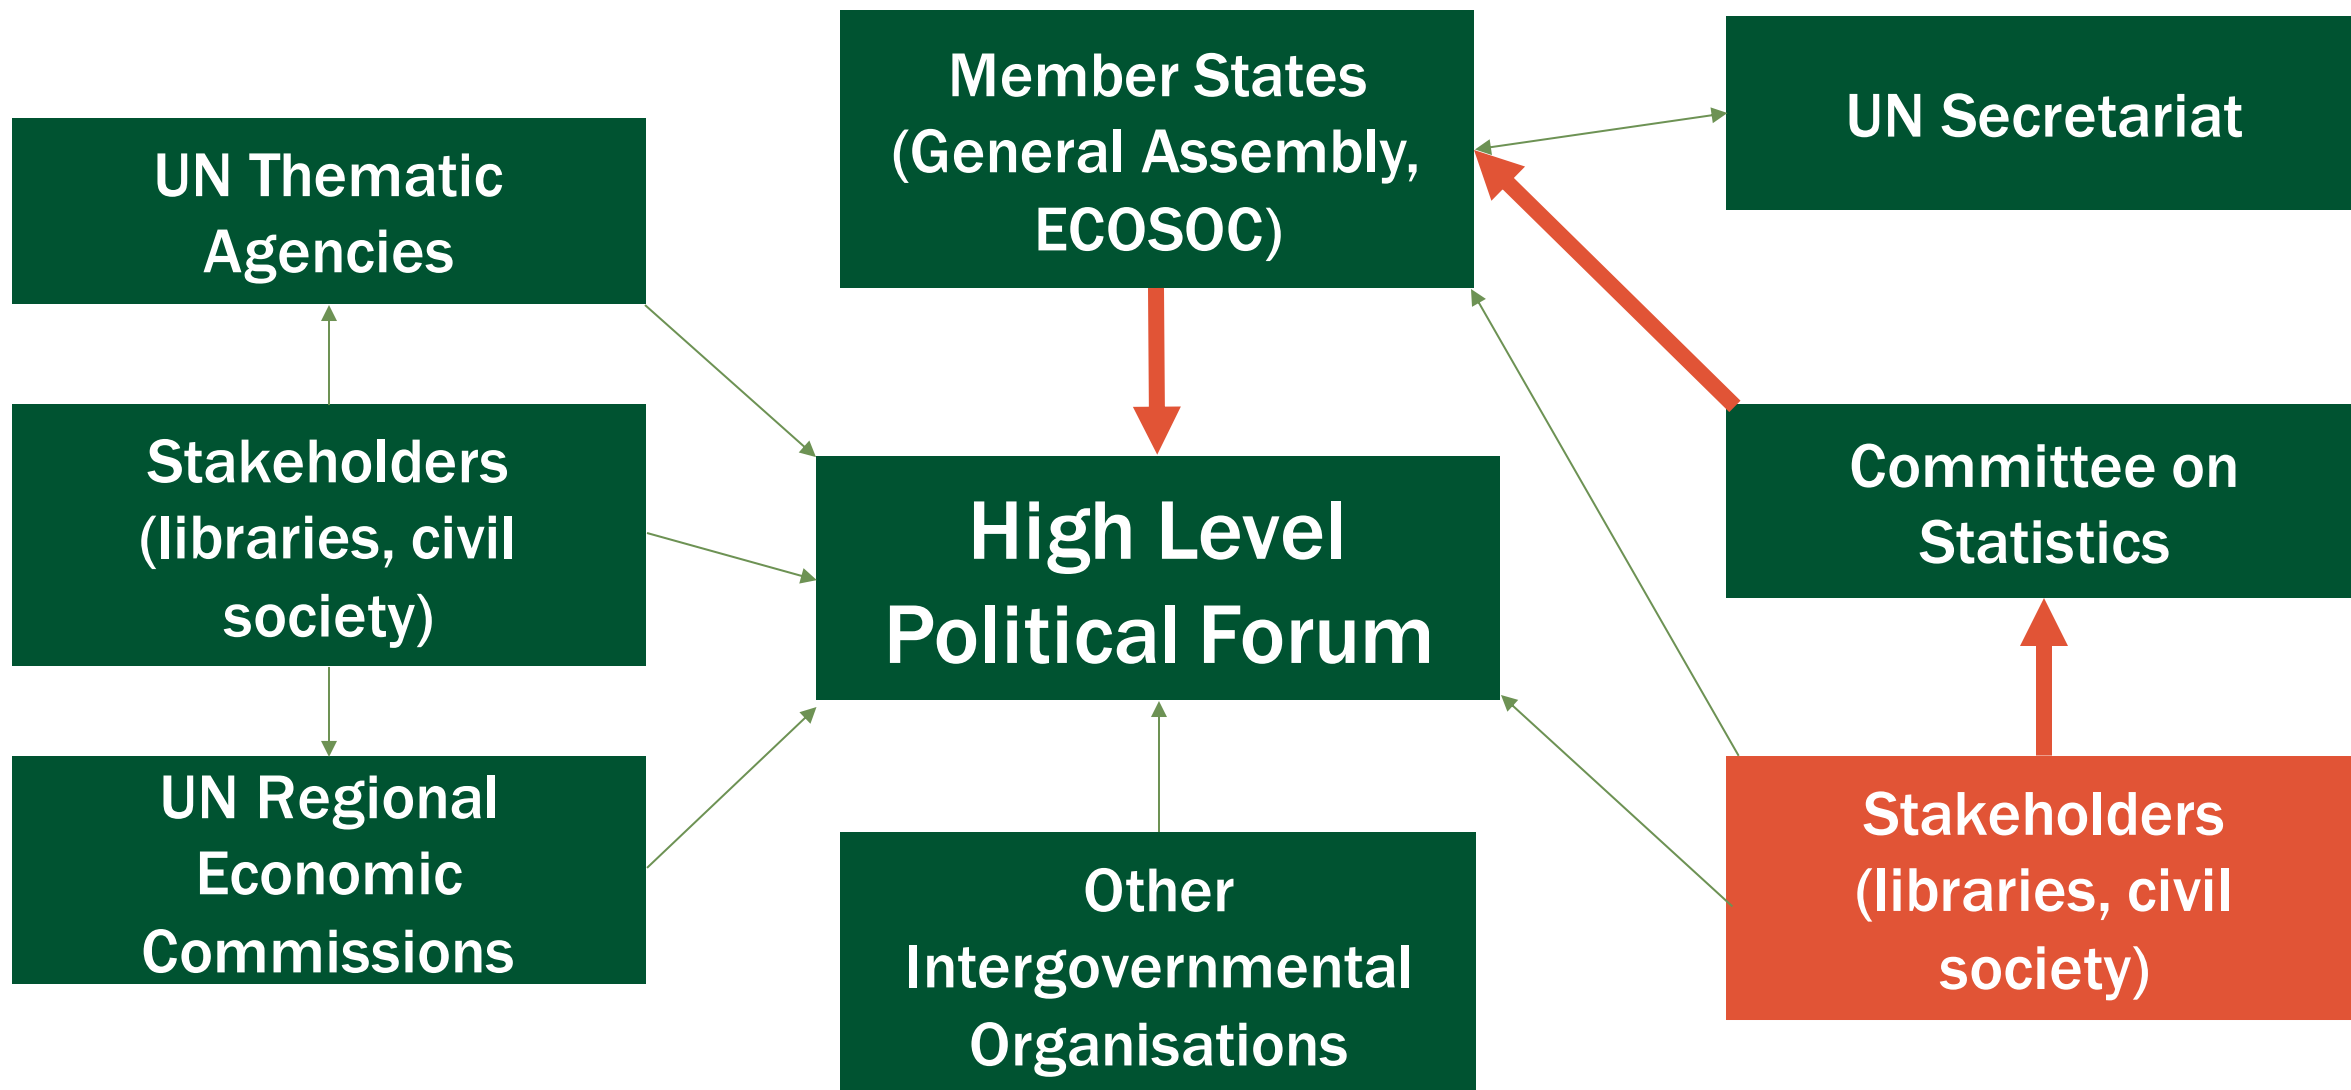 Member States
(General Assembly,
ECOSOC)
UN Secretariat
UN Thematic
Agencies
Stakeholders
(libraries, civil
society)
High Level
Political Forum
Committee on
Statistics
UN Regional
Economic
Commissions
Other
Intergovernmental
Organisations
Stakeholders
(libraries, civil
society)